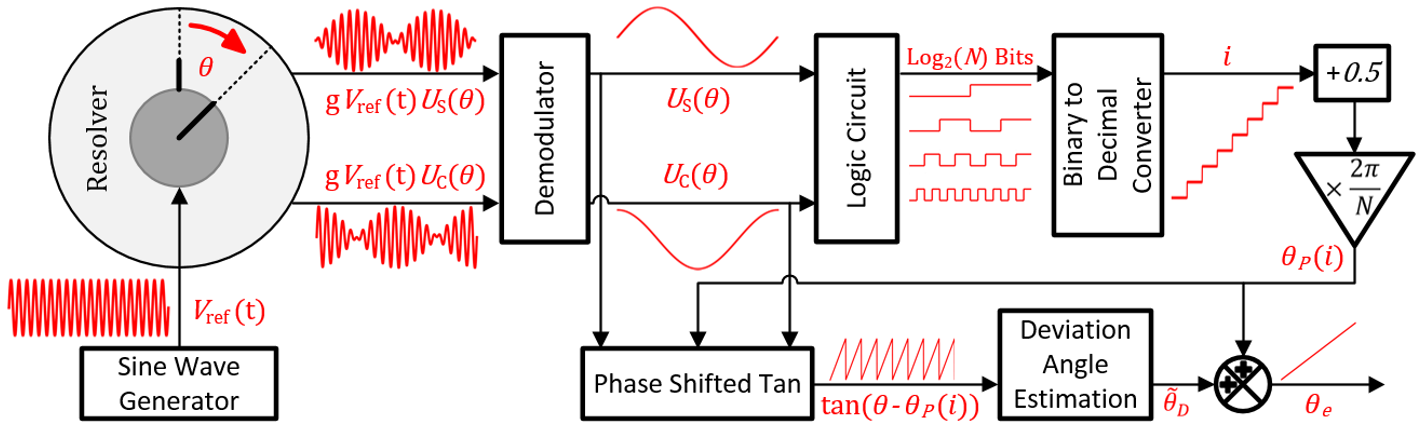 Resolver
θ
g V_ref(t) U_S(θ)
g V_ref(t) U_C(θ)
V_ref(t)
Sine Wave
Generator
Demodulator
U_S(θ)
U_C(θ)
Logic Circuit
Log₂(N) Bits
Binary to
Decimal
Converter
i
+0.5
× 2π/N
θ_P(i)
Phase Shifted Tan
tan(θ-θ_P(i))
Deviation
Angle
Estimation
θ̃_D
++
θ_e